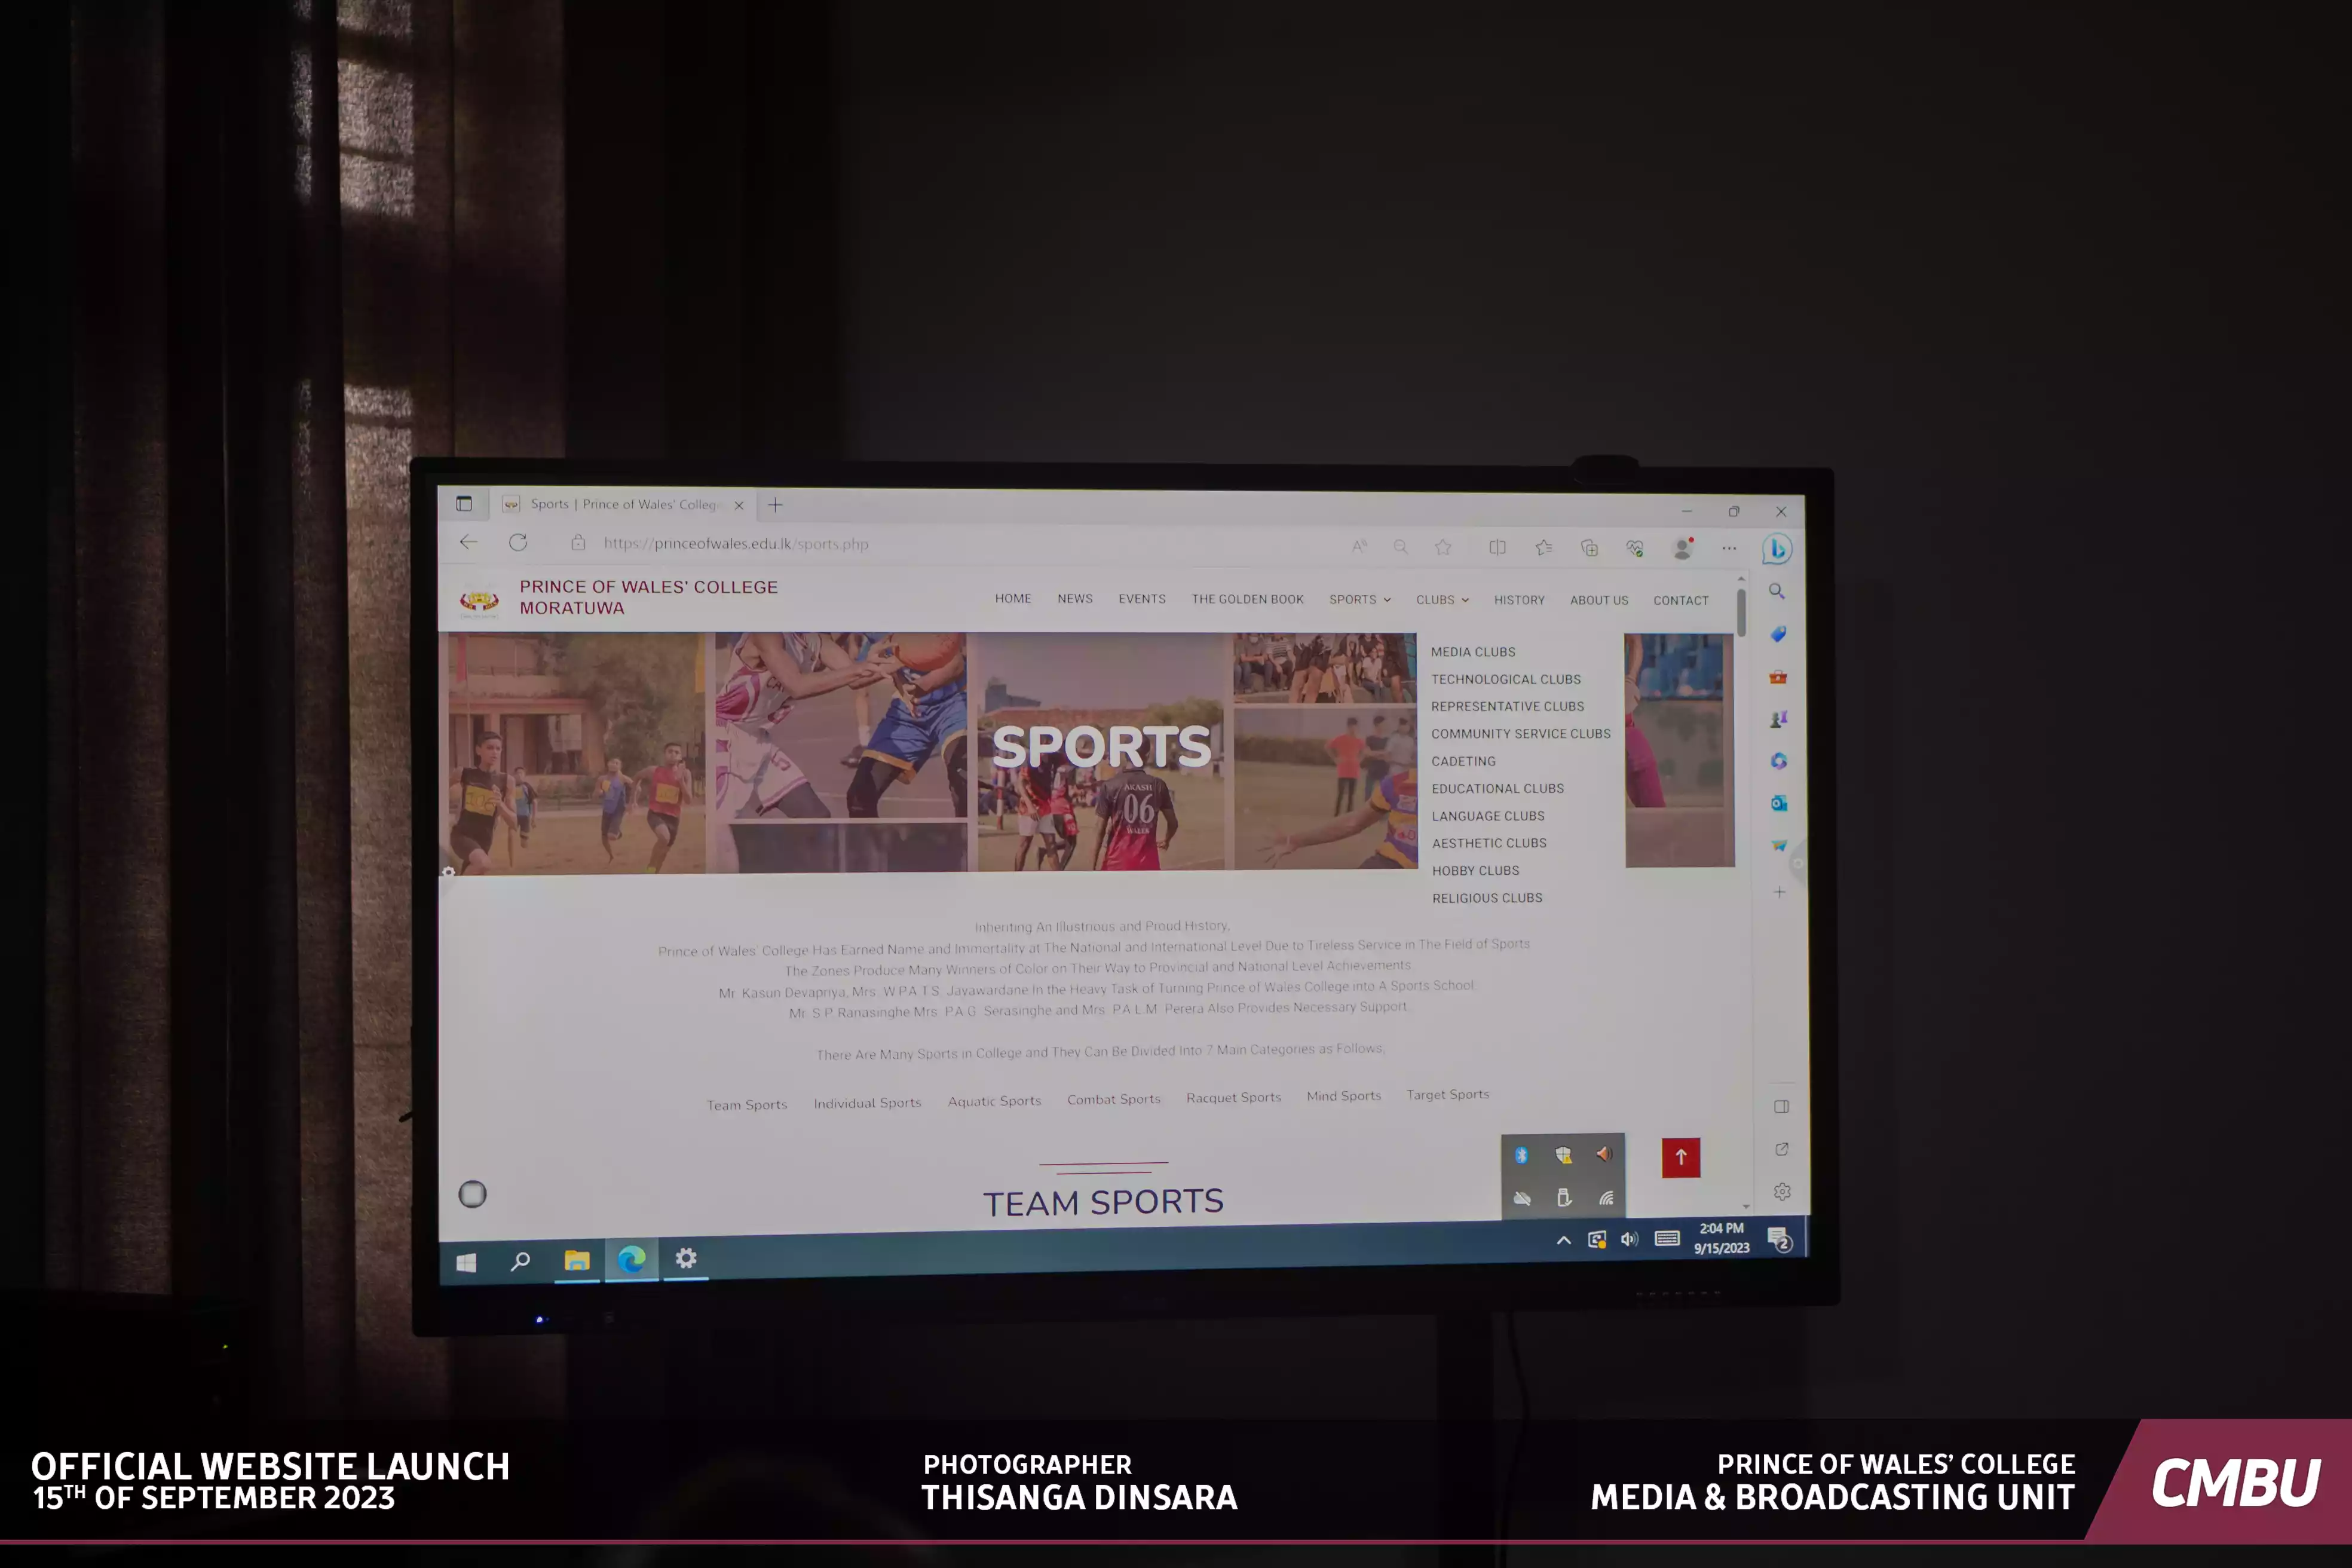 Sports | Prince of Wales' Colleg
https://princeofwales.edu.lk/sports.php
PRINCE OF WALES' COLLEGE
MORATUWA
HOME NEWS EVENTS THE GOLDEN BOOK SPORTS CLUBS HISTORY ABOUT US CONTACT
MEDIA CLUBS
TECHNOLOGICAL CLUBS
REPRESENTATIVE CLUBS
COMMUNITY SERVICE CLUBS
CADETING
EDUCATIONAL CLUBS
LANGUAGE CLUBS
AESTHETIC CLUBS
HOBBY CLUBS
RELIGIOUS CLUBS
SPORTS
AKASH
06
WALES
Inheriting An Illustrious and Proud History,
Prince of Wales' College Has Earned Name and Immortality at The National and International Level Due to Tireless Service in The Field of Sports
The Zones Produce Many Winners of Color on Their Way to Provincial and National Level Achievements
Mr. Kasun Devapriya, Mrs. W.P.A.T.S. Jayawardane In the Heavy Task of Turning Prince of Wales College into A Sports School
Mr. S.P. Ranasinghe Mrs. P.A.G. Serasinghe and Mrs. P.A.L.M. Perera Also Provides Necessary Support.
There Are Many Sports in College and They Can Be Divided Into 7 Main Categories as Follows,
Team Sports Individual Sports Aquatic Sports Combat Sports Racquet Sports Mind Sports Target Sports
TEAM SPORTS
2:04 PM
9/15/2023
2
OFFICIAL WEBSITE LAUNCH
15TH OF SEPTEMBER 2023
PHOTOGRAPHER
THISANGA DINSARA
PRINCE OF WALES' COLLEGE
MEDIA & BROADCASTING UNIT
CMBU